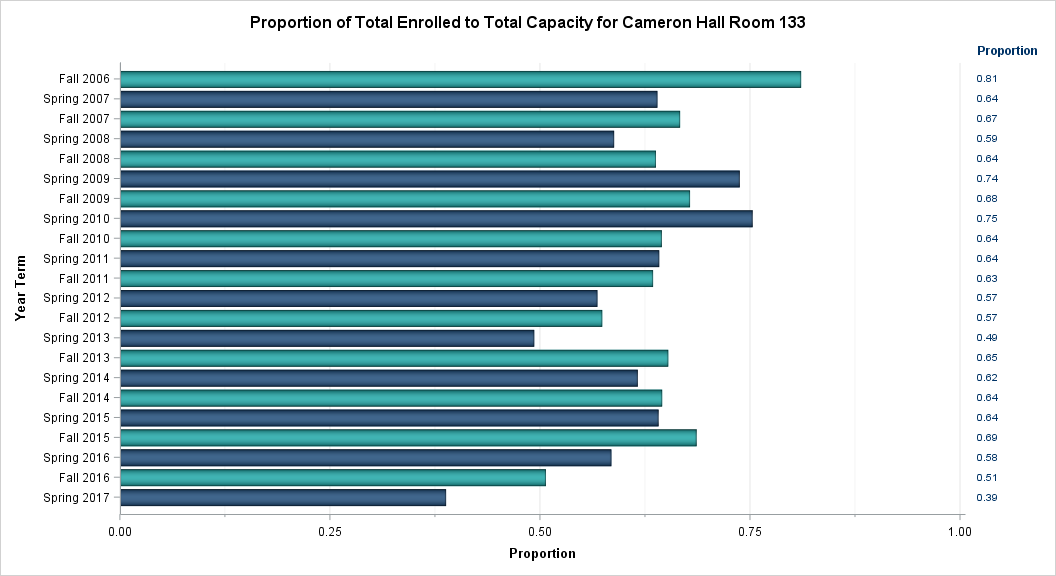 Proportion of Total Enrolled to Total Capacity for Cameron Hall Room 133
Proportion
Fall 2006 0.81
Spring 2007 0.64
Fall 2007 0.67
Spring 2008 0.59
Fall 2008 0.64
Spring 2009 0.74
Fall 2009 0.68
Spring 2010 0.75
Fall 2010 0.64
Spring 2011 0.64
Fall 2011 0.63
Spring 2012 0.57
Fall 2012 0.57
Spring 2013 0.49
Fall 2013 0.65
Spring 2014 0.62
Fall 2014 0.64
Spring 2015 0.64
Fall 2015 0.69
Spring 2016 0.58
Fall 2016 0.51
Spring 2017 0.39
Year Term
0.00 0.25 0.50 0.75 1.00
Proportion